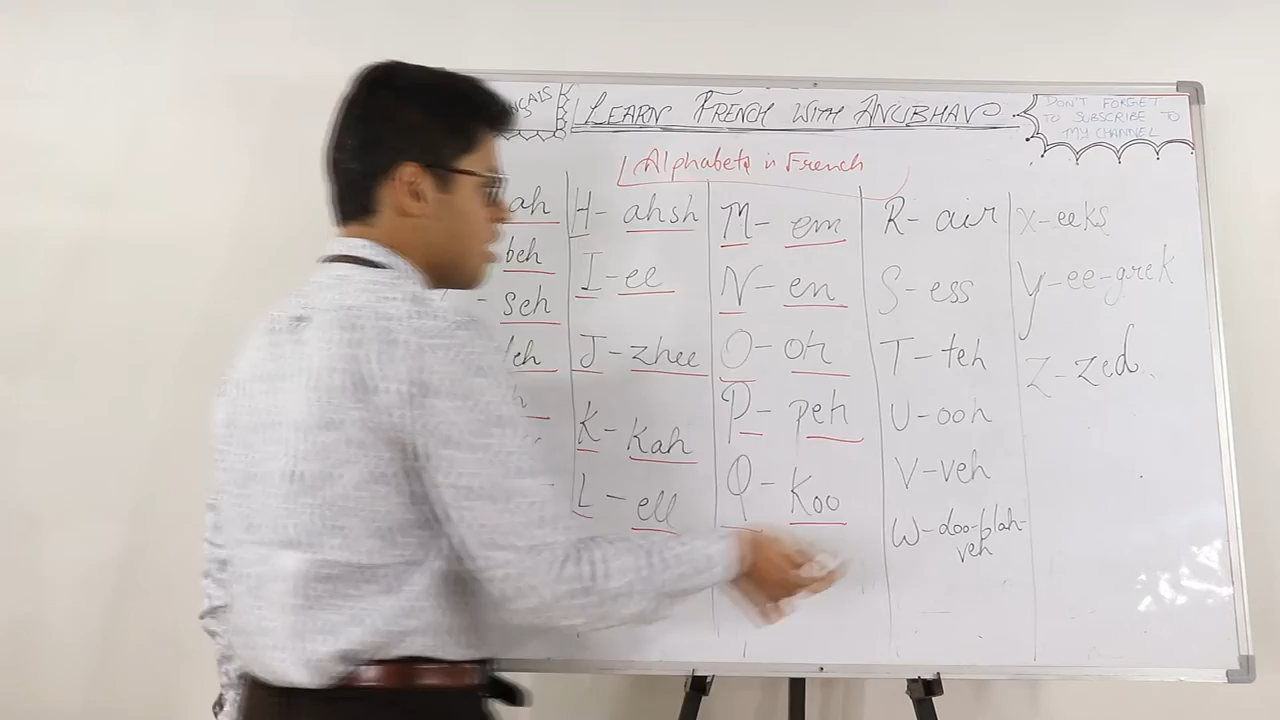 LEARN FRENCH WITH ANUBHAV
DON'T FORGET
TO SUBSCRIBE TO
MY CHANNEL
Alphabets in French
ah
beh
seh
H- ahsh
I- ee
J- zhee
K- kah
L- ell
M- em
N- en
O- oh
P- peh
Q- koo
R- air
S- ess
T- teh
U- ooh
V- veh
W- doo-blah-
veh
X- eeks
Y- ee-grek
Z- zed